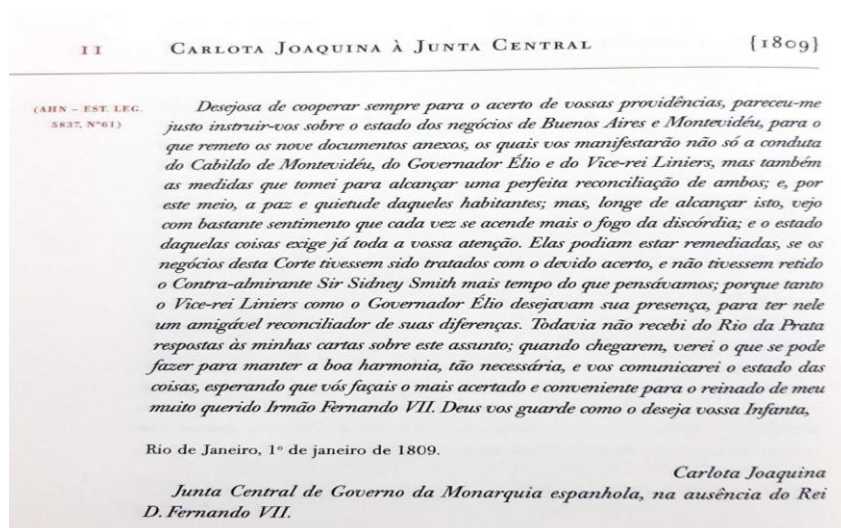 11 CARLOTA JOAQUINA À JUNTA CENTRAL {1809}
(AHN – EST. LEG.
5837, Nº61)
Desejosa de cooperar sempre para o acerto de vossas providências, pareceu-me
justo instruir-vos sobre o estado dos negócios de Buenos Aires e Montevidéu, para o
que remeto os nove documentos anexos, os quais vos manifestarão não só a conduta
do Cabildo de Montevidéu, do Governador Élio e do Vice-rei Liniers, mas também
as medidas que tomei para alcançar uma perfeita reconciliação de ambos; e, por
este meio, a paz e quietude daqueles habitantes; mas, longe de alcançar isto, vejo
com bastante sentimento que cada vez se acende mais o fogo da discórdia; e o estado
daquelas coisas exige já toda a vossa atenção. Elas podiam estar remediadas, se os
negócios desta Corte tivessem sido tratados com o devido acerto, e não tivessem retido
o Contra-almirante Sir Sidney Smith mais tempo do que pensávamos; porque tanto
o Vice-rei Liniers como o Governador Élio desejavam sua presença, para ter nele
um amigável reconciliador de suas diferenças. Todavia não recebi do Rio da Prata
respostas às minhas cartas sobre este assunto; quando chegarem, verei o que se pode
fazer para manter a boa harmonia, tão necessária, e vos comunicarei o estado das
coisas, esperando que vós façais o mais acertado e conveniente para o reinado de meu
muito querido Irmão Fernando VII. Deus vos guarde como o deseja vossa Infanta,
Rio de Janeiro, 1º de janeiro de 1809.
Carlota Joaquina
Junta Central de Governo da Monarquia espanhola, na ausência do Rei
D. Fernando VII.